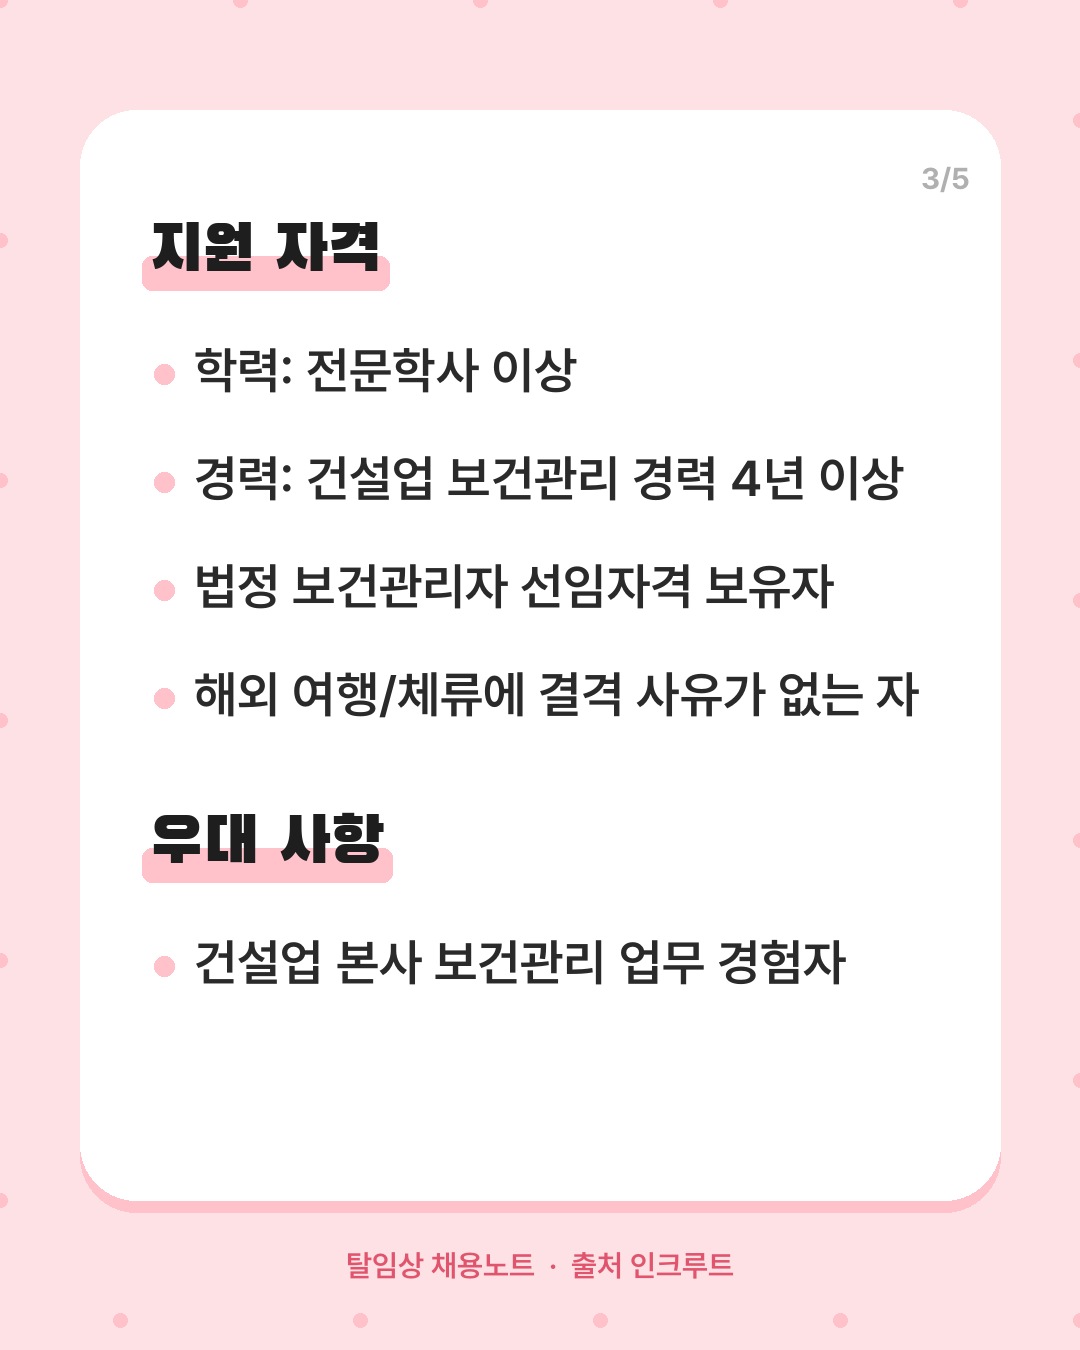 3/5
지원 자격
학력: 전문학사 이상
경력: 건설업 보건관리 경력 4년 이상
법정 보건관리자 선임자격 보유자
해외 여행/체류에 결격 사유가 없는 자
우대 사항
건설업 본사 보건관리 업무 경험자
탈임상 채용노트 · 출처 인크루트